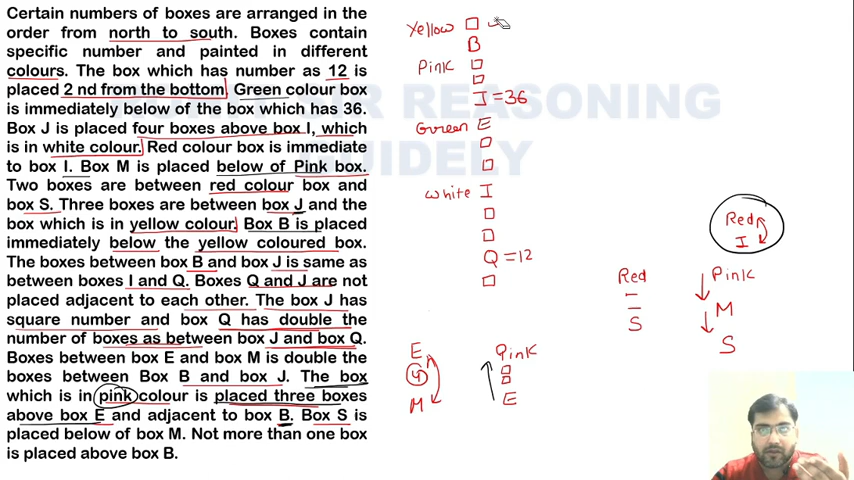 Certain numbers of boxes are arranged in the
order from north to south. Boxes contain
specific number and painted in different
colours. The box which has number as 12 is
placed 2 nd from the bottom. Green colour box
is immediately below of the box which has 36.
Box J is placed four boxes above box I, which
is in white colour. Red colour box is immediate
to box I. Box M is placed below of Pink box.
Two boxes are between red colour box and
box S. Three boxes are between box J and the
box which is in yellow colour. Box B is placed
immediately below the yellow coloured box.
The boxes between box B and box J is same as
between boxes I and Q. Boxes Q and J are not
placed adjacent to each other. The box J has
square number and box Q has double the
number of boxes as between box J and box Q.
Boxes between box E and box M is double the
boxes between Box B and box J. The box
which is in pink colour is placed three boxes
above box E and adjacent to box B. Box S is
placed below of box M. Not more than one box
is placed above box B.
REASONING
GUIDELY
Yellow
B
Pink
J = 36
Green E
White I
Q = 12
E
4
M
Pink
E
Red
S
Red
I
Pink
M
S